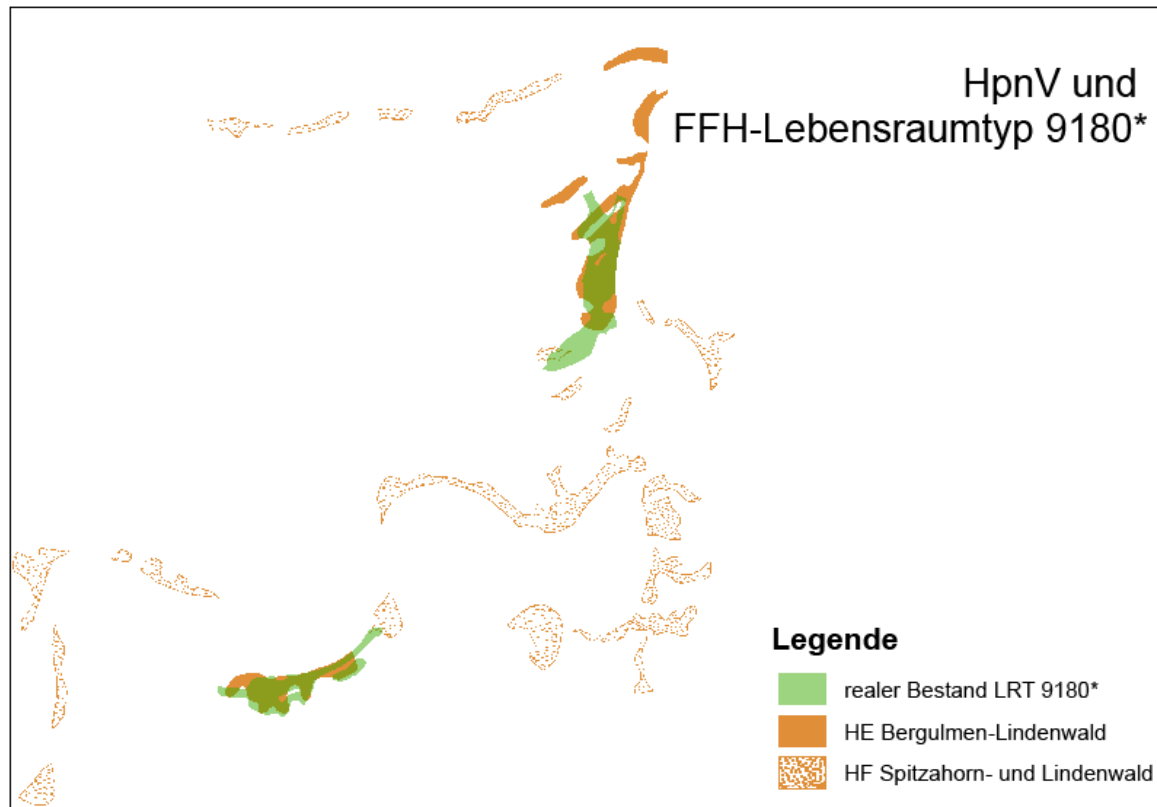 HpnV und
FFH-Lebensraumtyp 9180*
Legende
realer Bestand LRT 9180*
HE Bergulmen-Lindenwald
HF Spitzahorn- und Lindenwald